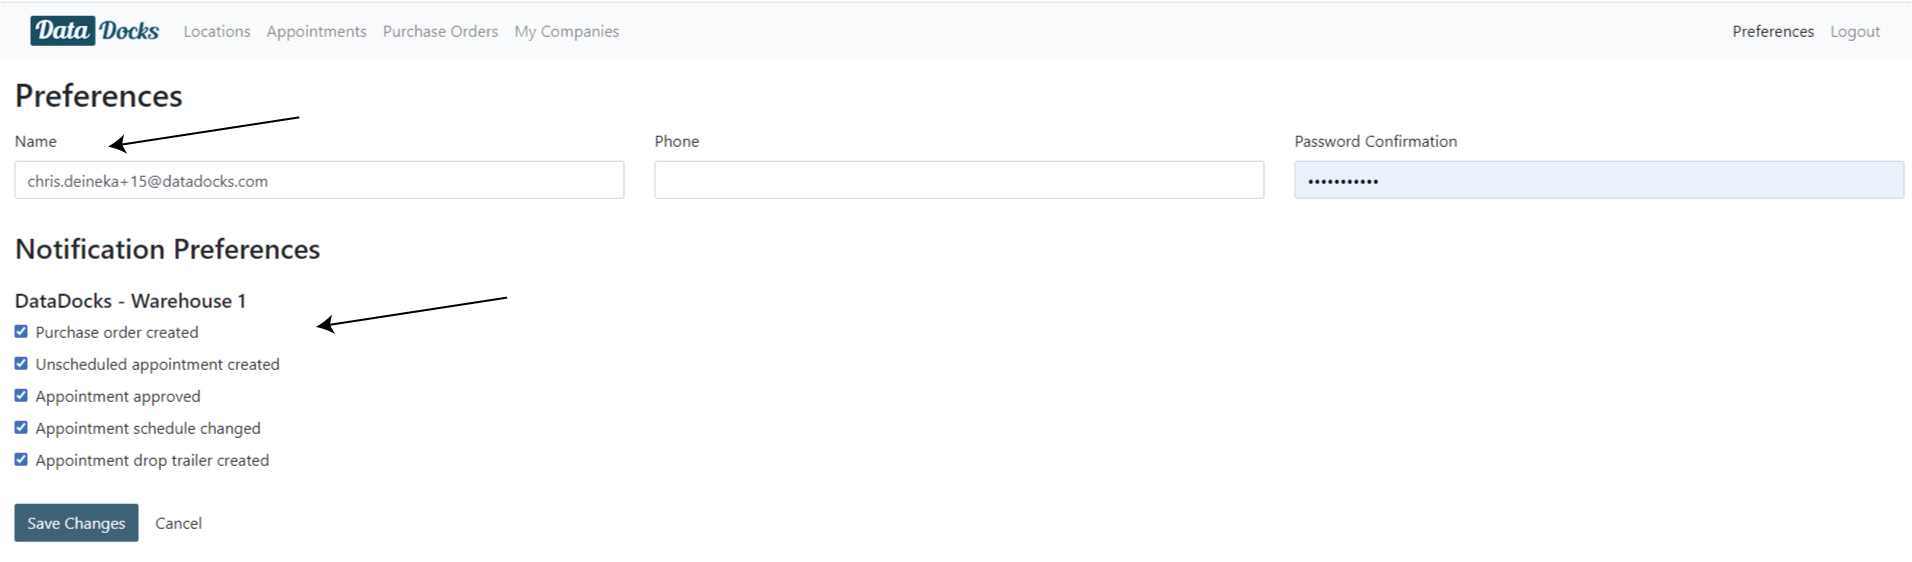 Data Docks Locations Appointments Purchase Orders My Companies Preferences Logout
Preferences
Name Phone Password Confirmation
chris.deineka+15@datadocks.com •••••••••••
Notification Preferences
DataDocks - Warehouse 1
Purchase order created
Unscheduled appointment created
Appointment approved
Appointment schedule changed
Appointment drop trailer created
Save Changes Cancel